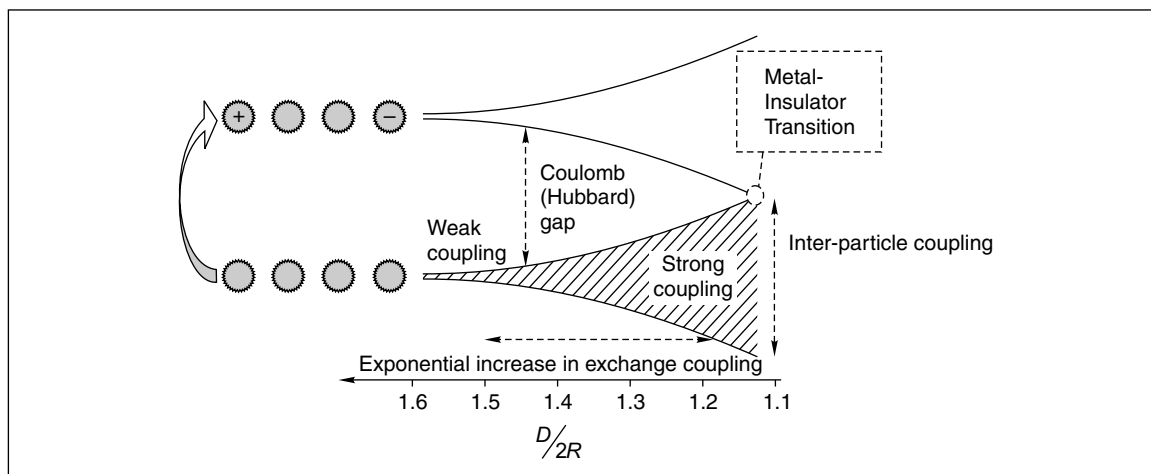 Metal-
Insulator
Transition
+
−
Coulomb
(Hubbard)
gap
Weak
coupling
Inter-particle coupling
Strong
coupling
Exponential increase in exchange coupling
1.6 1.5 1.4 1.3 1.2 1.1
D/2R